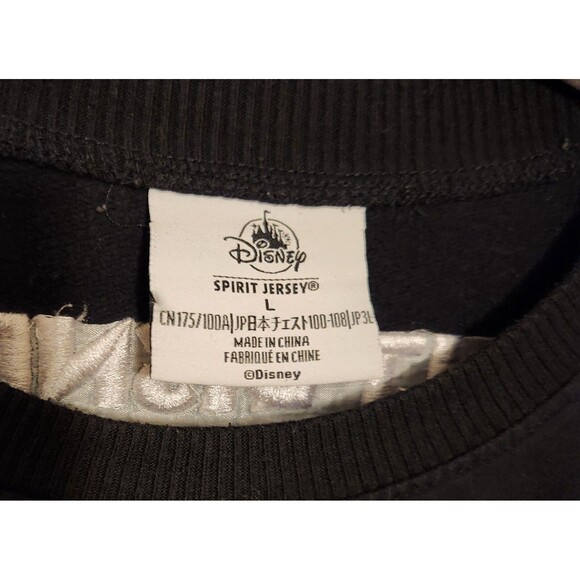 Disney
SPIRIT JERSEY®
L
CN175/100A|JP日本チェスト100-108|JP3L
MADE IN CHINA
FABRIQUÉ EN CHINE
©Disney